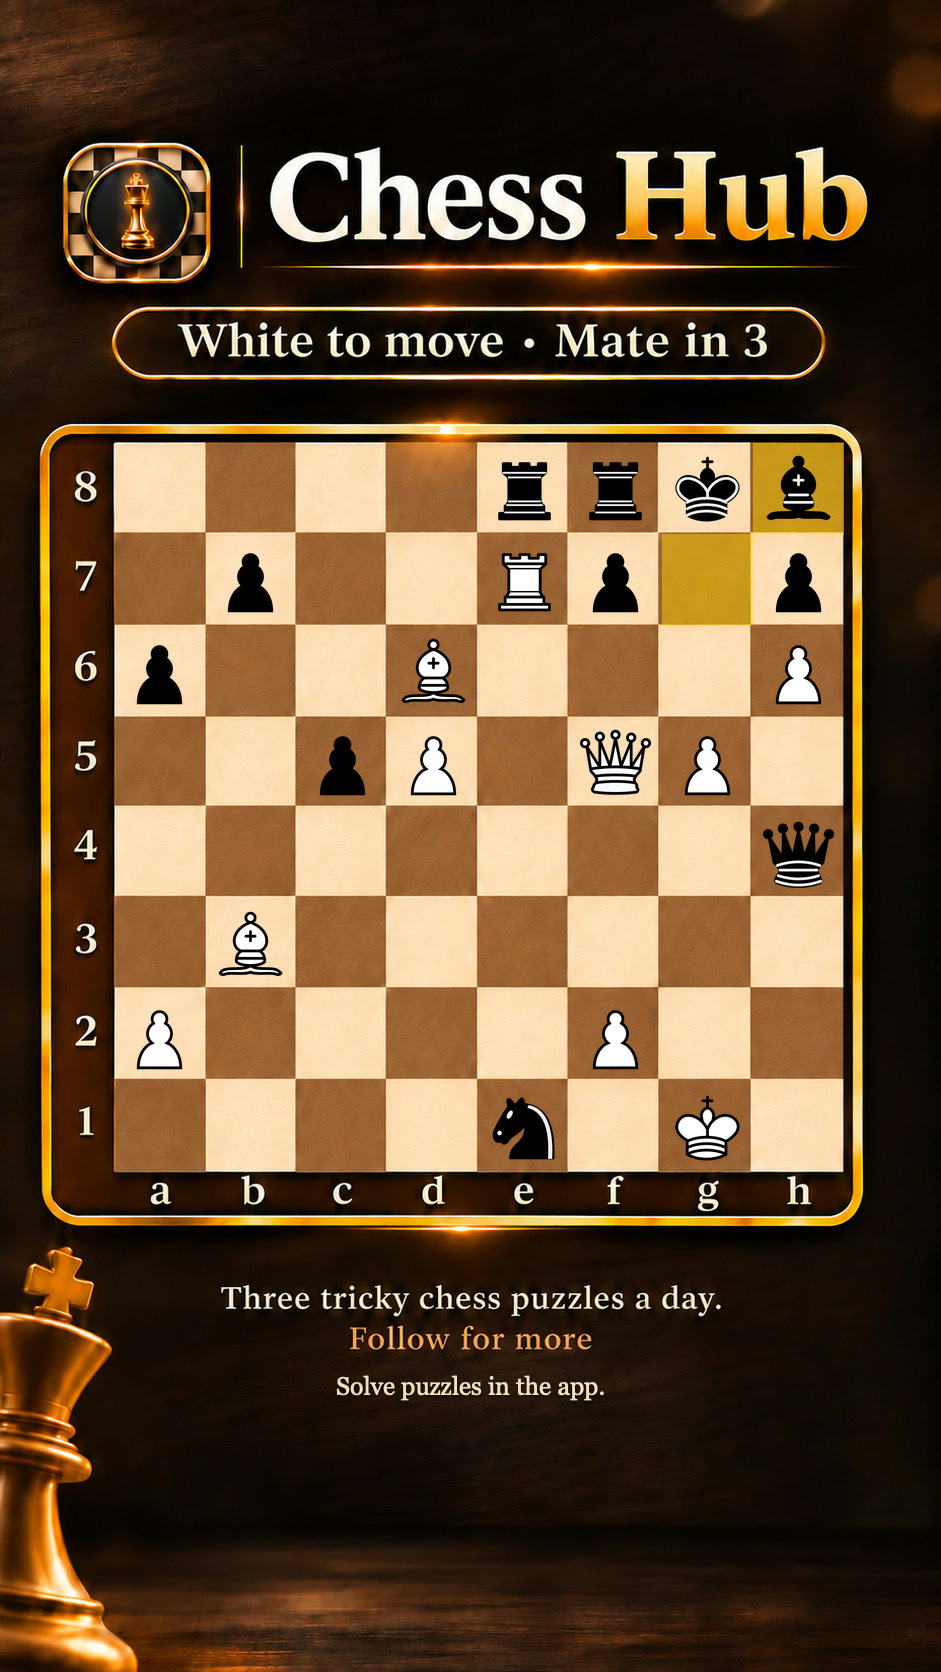 Chess Hub
White to move • Mate in 3
8
7
6
5
4
3
2
1
a b c d e f g h
Three tricky chess puzzles a day.
Follow for more
Solve puzzles in the app.